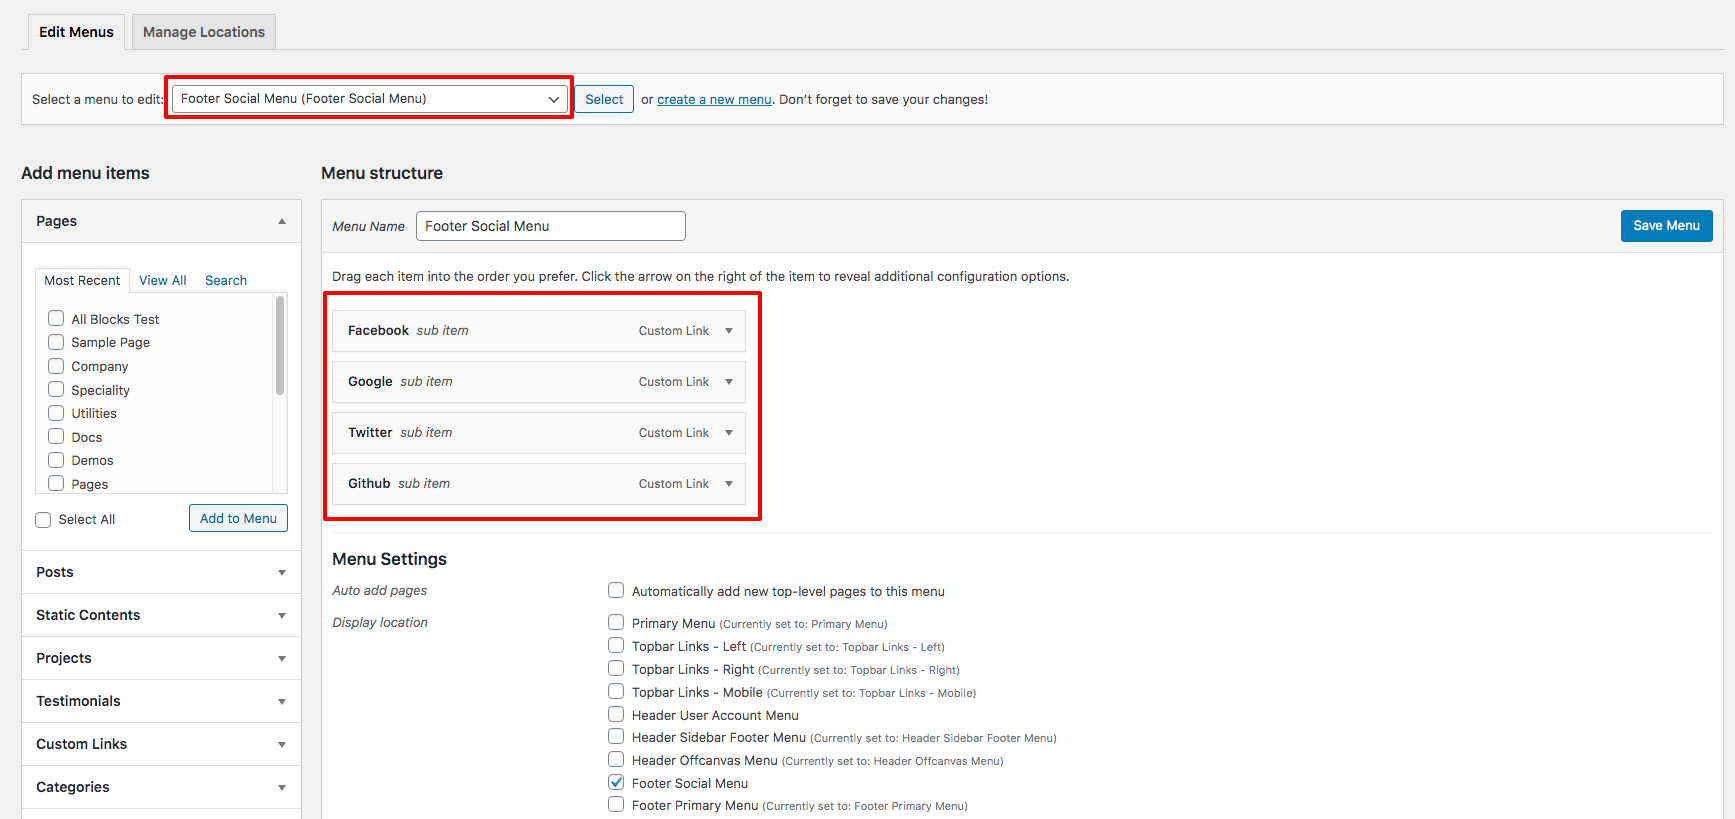 Edit Menus
Manage Locations
Select a menu to edit: Footer Social Menu (Footer Social Menu) Select or create a new menu. Don’t forget to save your changes!
Add menu items
Pages
Most Recent View All Search
All Blocks Test
Sample Page
Company
Speciality
Utilities
Docs
Demos
Pages
Select All Add to Menu
Posts
Static Contents
Projects
Testimonials
Custom Links
Categories
Menu structure
Menu Name Footer Social Menu Save Menu
Drag each item into the order you prefer. Click the arrow on the right of the item to reveal additional configuration options.
Facebook sub item Custom Link
Google sub item Custom Link
Twitter sub item Custom Link
Github sub item Custom Link
Menu Settings
Auto add pages Automatically add new top-level pages to this menu
Display location Primary Menu (Currently set to: Primary Menu)
Topbar Links - Left (Currently set to: Topbar Links - Left)
Topbar Links - Right (Currently set to: Topbar Links - Right)
Topbar Links - Mobile (Currently set to: Topbar Links - Mobile)
Header User Account Menu
Header Sidebar Footer Menu (Currently set to: Header Sidebar Footer Menu)
Header Offcanvas Menu (Currently set to: Header Offcanvas Menu)
Footer Social Menu
Footer Primary Menu (Currently set to: Footer Primary Menu)